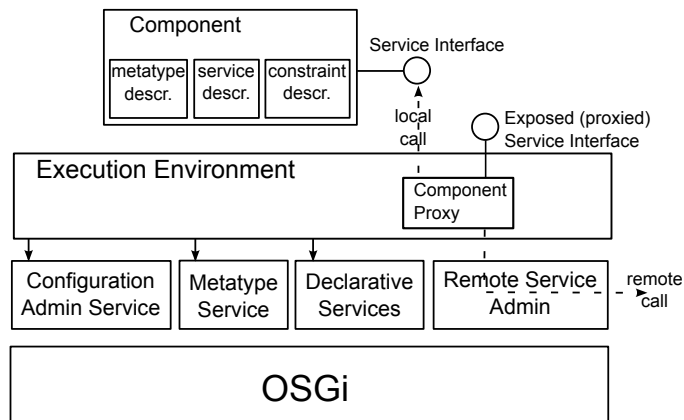 Component
metatype descr.
service descr.
constraint descr.
Service Interface
local call
Exposed (proxied)
Service Interface
Execution Environment
Component
Proxy
Configuration
Admin Service
Metatype
Service
Declarative
Services
Remote Service
Admin
remote
call
OSGi